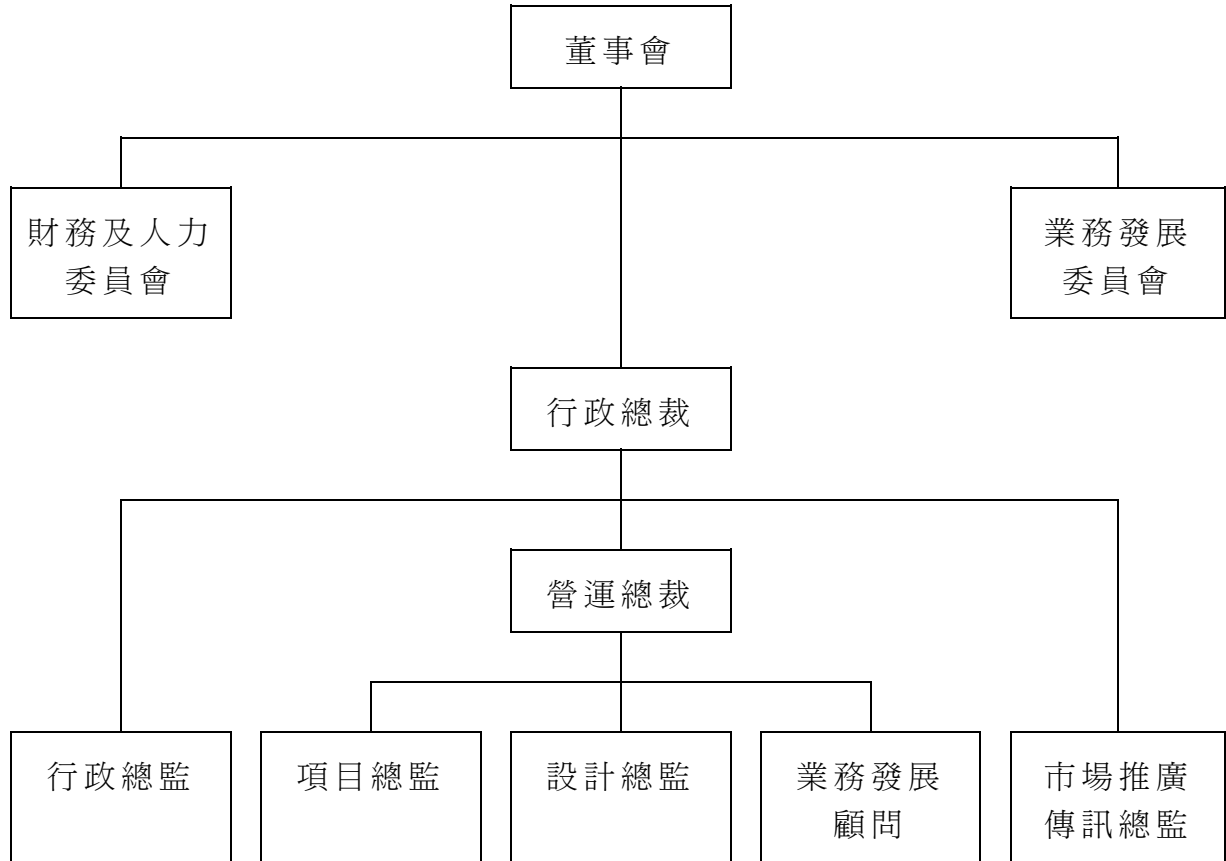 董事會
財務及人力
委員會
業務發展
委員會
行政總裁
營運總裁
行政總監
項目總監
設計總監
業務發展
顧問
市場推廣
傳訊總監